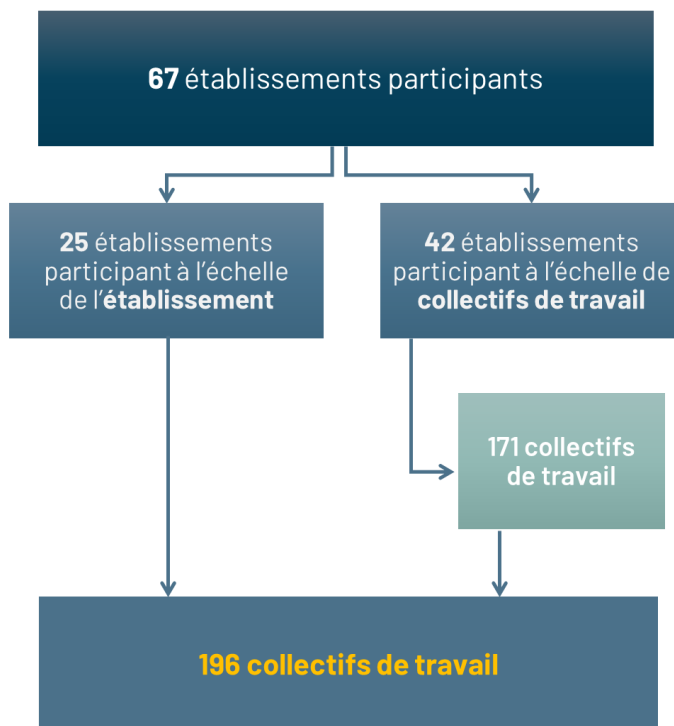 67 établissements participants
25 établissements
participant à l’échelle
de l’établissement
42 établissements
participant à l’échelle de
collectifs de travail
171 collectifs
de travail
196 collectifs de travail